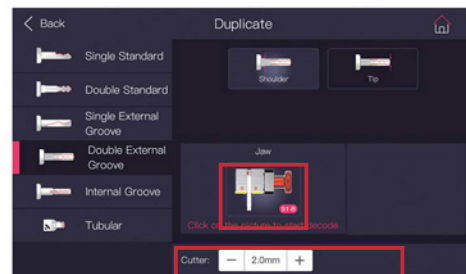 Back
Duplicate
Single Standard
Double Standard
Single External
Groove
Double External
Groove
Internal Groove
Tubular
Shoulder
Tip
Jaw
S1-B
Click on the picture to start decode
Cutter:
− 2.0mm +